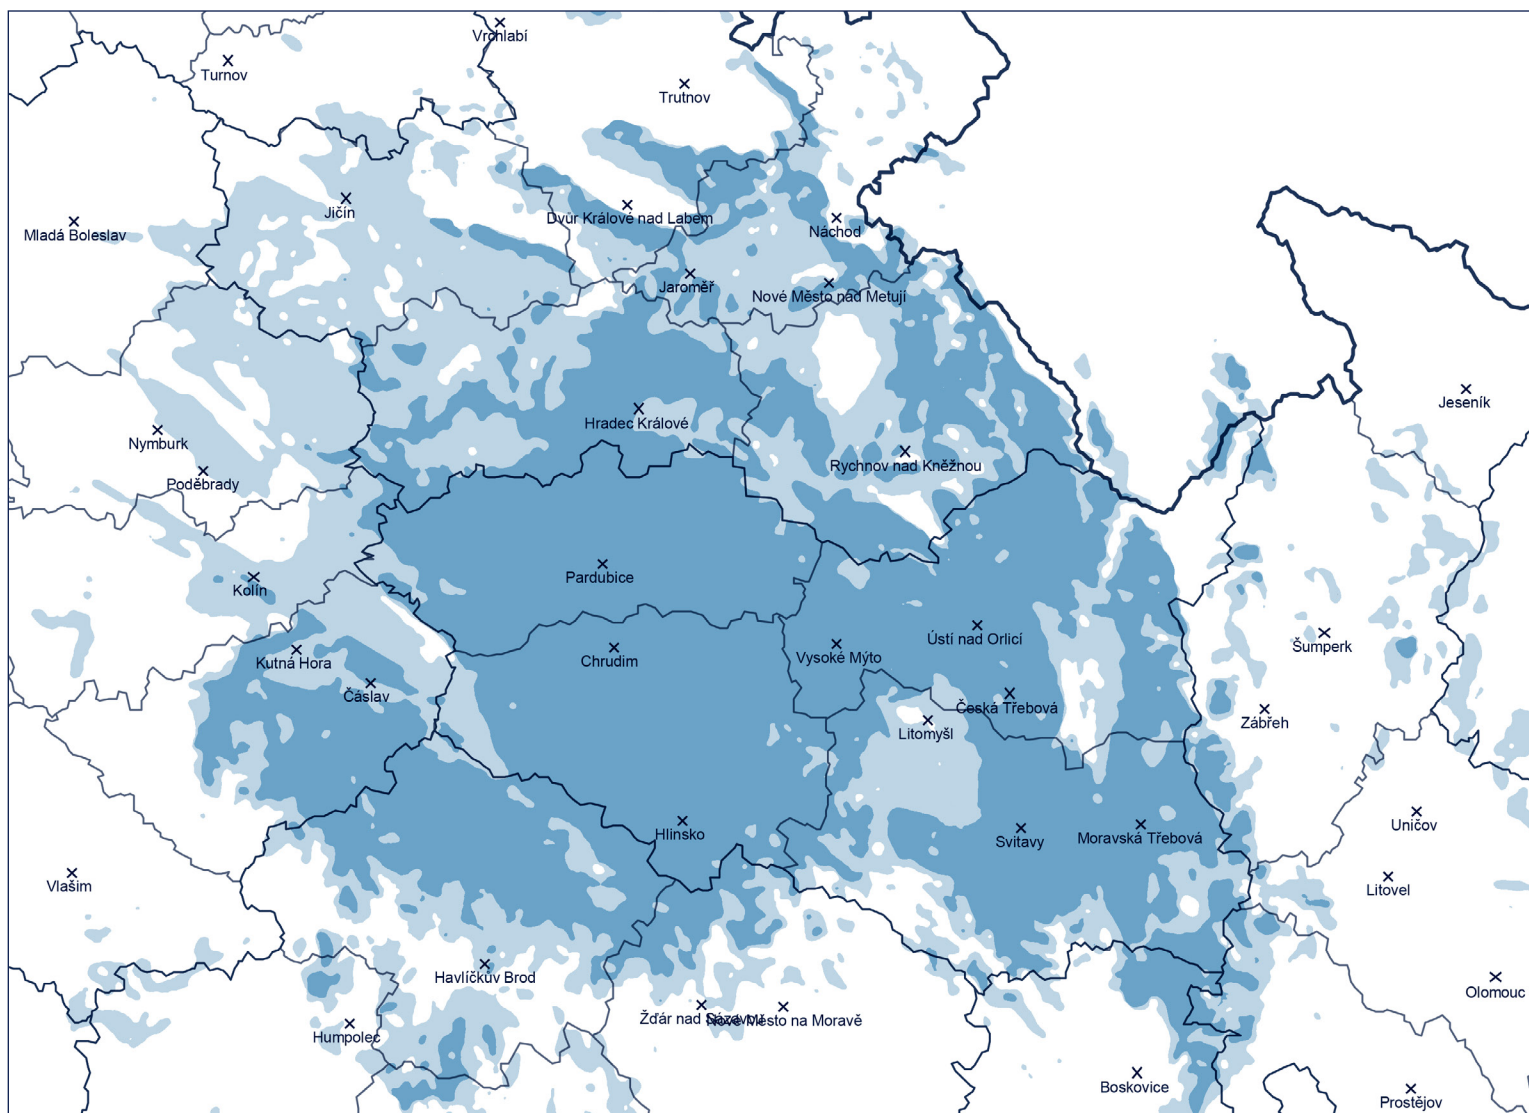 Vrchlabí
Turnov
Trutnov
Jičín
Dvůr Králové nad Labem
Mladá Boleslav
Náchod
Jaroměř
Nové Město nad Metují
Jeseník
Hradec Králové
Nymburk
Rychnov nad Kněžnou
Poděbrady
Pardubice
Kolín
Ústí nad Orlicí
Šumperk
Vysoké Mýto
Chrudim
Kutná Hora
Čáslav
Česká Třebová
Zábřeh
Litomyšl
Uničov
Hlinsko
Moravská Třebová
Svitavy
Vlašim
Litovel
Havlíčkův Brod
Olomouc
Žďár nad Sázavou
Nové Město na Moravě
Humpolec
Boskovice
Prostějov